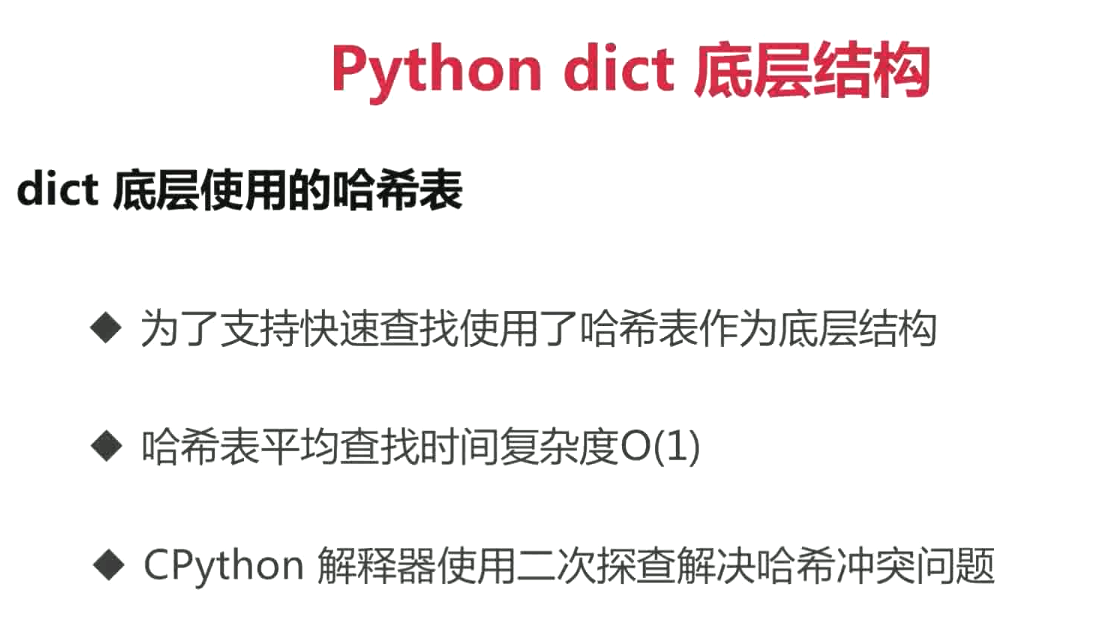 Python dict 底层结构
dict 底层使用的哈希表
◆ 为了支持快速查找使用了哈希表作为底层结构
◆ 哈希表平均查找时间复杂度O(1)
◆ CPython 解释器使用二次探查解决哈希冲突问题